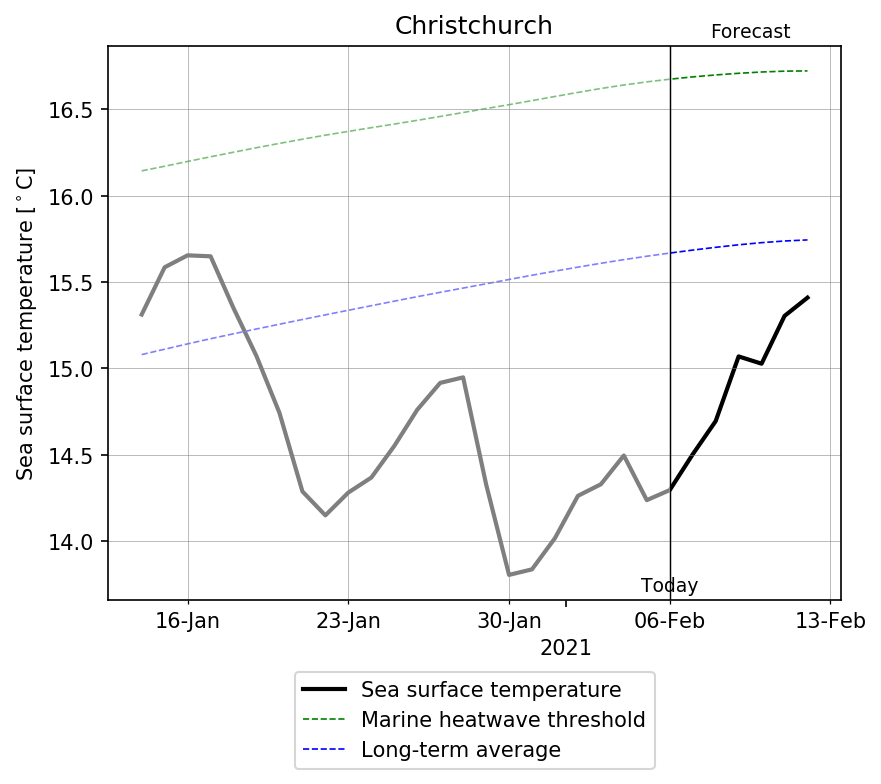 Christchurch
Forecast
Sea surface temperature [°C]
16.5
16.0
15.5
15.0
14.5
14.0
Today
16-Jan 23-Jan 30-Jan 06-Feb 13-Feb
2021
Sea surface temperature
Marine heatwave threshold
Long-term average